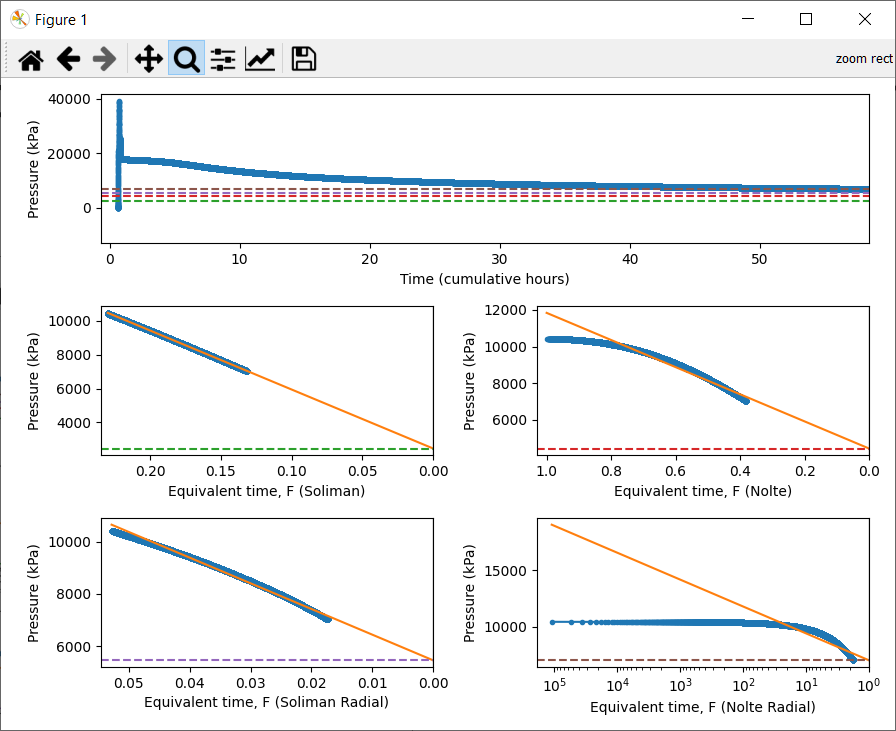 Figure 1
zoom rect
40000
20000
0
Pressure (kPa)
0 10 20 30 40 50
Time (cumulative hours)
10000
8000
6000
4000
Pressure (kPa)
0.20 0.15 0.10 0.05 0.00
Equivalent time, F (Soliman)
12000
10000
8000
6000
Pressure (kPa)
1.0 0.8 0.6 0.4 0.2 0.0
Equivalent time, F (Nolte)
10000
8000
6000
Pressure (kPa)
0.05 0.04 0.03 0.02 0.01 0.00
Equivalent time, F (Soliman Radial)
15000
10000
Pressure (kPa)
10⁵ 10⁴ 10³ 10² 10¹ 10⁰
Equivalent time, F (Nolte Radial)